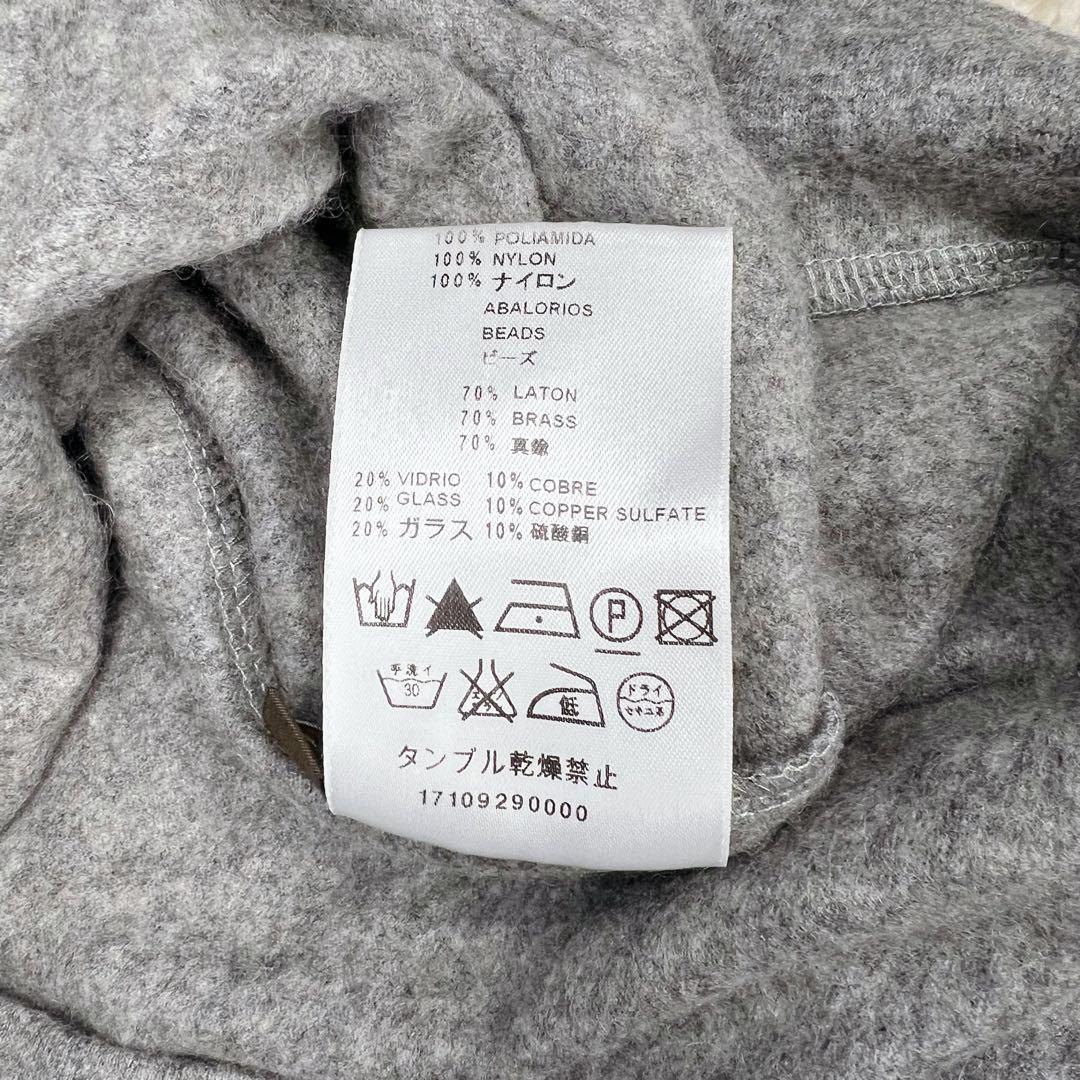 100% POLIAMIDA
100% NYLON
100% ナイロン
ABALORIOS
BEADS
ビーズ
70% LATON
70% BRASS
70% 真鍮
20% VIDRIO 10% COBRE
20% GLASS 10% COPPER SULFATE
20% ガラス 10% 硫酸銅
P
手洗イ
30
低
ドライ
セキユ系
タンブル乾燥禁止
17109290000